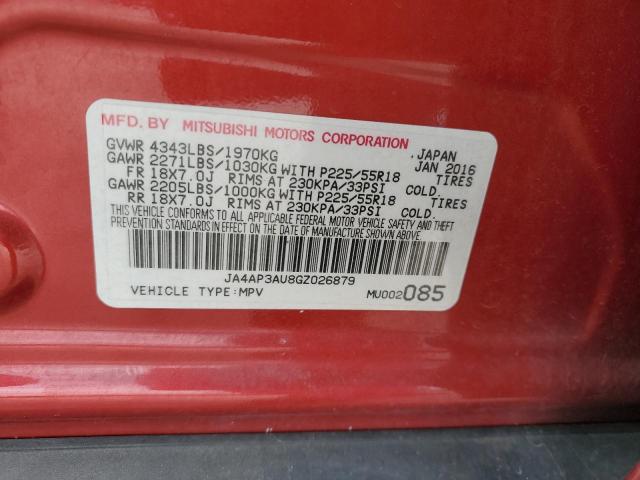 MFD. BY MITSUBISHI MOTORS CORPORATION
GVWR 4343LBS/1970KG , JAPAN
GAWR 2271LBS/1030KG WITH P225/55R18 JAN 2016 TIRES
FR 18X7.0J RIMS AT 230KPA/33PSI COLD.
GAWR 2205LBS/1000KG WITH P225/55R18 TIRES
RR 18X7.0J RIMS AT 230KPA/33PSI COLD.
THIS VEHICLE CONFORMS TO ALL APPLICABLE FEDERAL MOTOR VEHICLE SAFETY AND THEFT
PREVENTION STANDARDS IN EFFECT ON THE DATE OF MANUFACTURE SHOWN ABOVE.
JA4AP3AU8GZ026879
VEHICLE TYPE:MPV MU002085